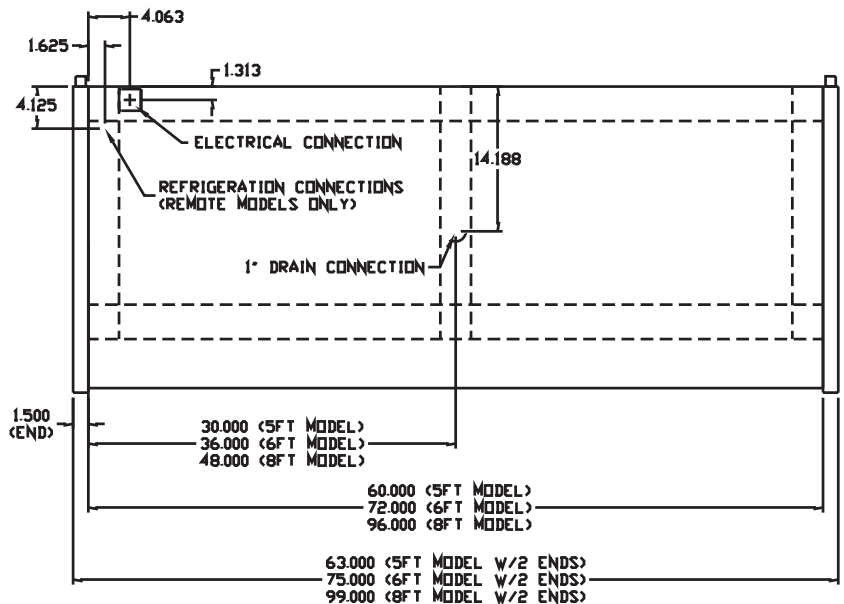 4.063
1.625
1.313
4.125
ELECTRICAL CONNECTION
14.188
REFRIGERATION CONNECTIONS
(REMOTE MODELS ONLY)
1" DRAIN CONNECTION
1.500
(END)
30.000 (5FT MODEL)
36.000 (6FT MODEL)
48.000 (8FT MODEL)
60.000 (5FT MODEL)
72.000 (6FT MODEL)
96.000 (8FT MODEL)
63.000 (5FT MODEL W/2 ENDS)
75.000 (6FT MODEL W/2 ENDS)
99.000 (8FT MODEL W/2 ENDS)